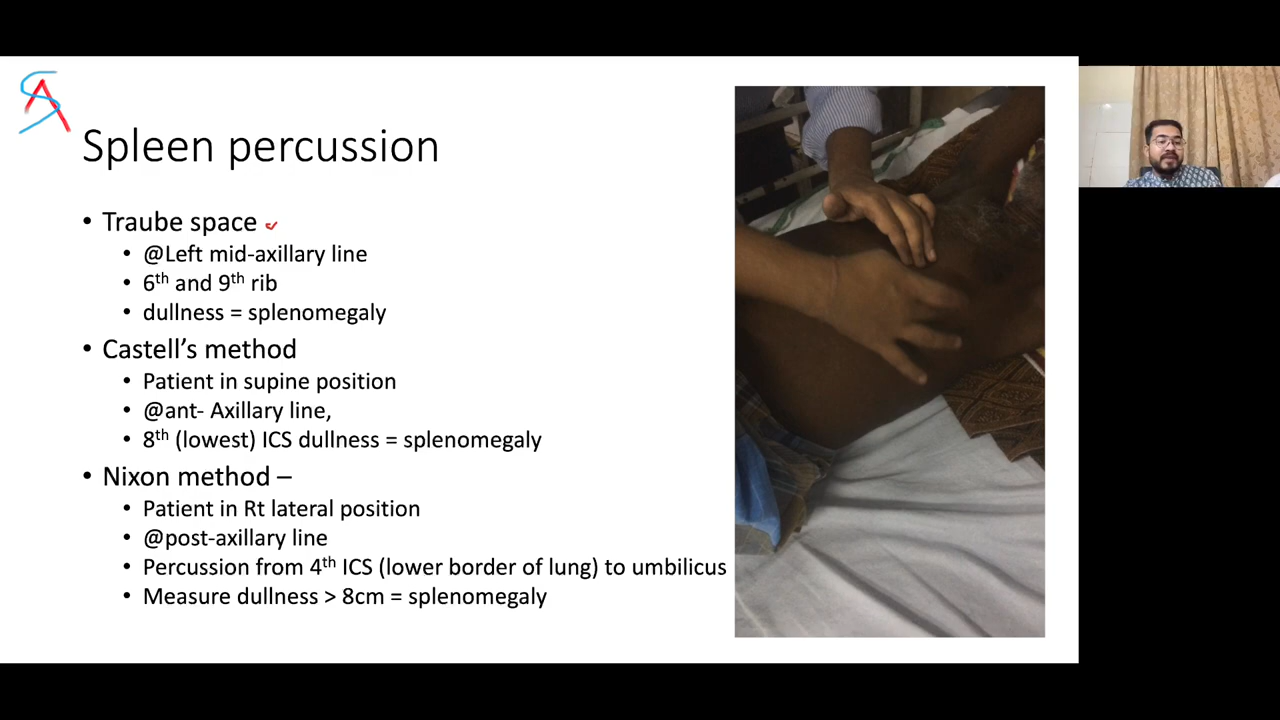 SA
Spleen percussion
• Traube space
• @Left mid-axillary line
• 6th and 9th rib
• dullness = splenomegaly
• Castell’s method
• Patient in supine position
• @ant- Axillary line,
• 8th (lowest) ICS dullness = splenomegaly
• Nixon method –
• Patient in Rt lateral position
• @post-axillary line
• Percussion from 4th ICS (lower border of lung) to umbilicus
• Measure dullness > 8cm = splenomegaly